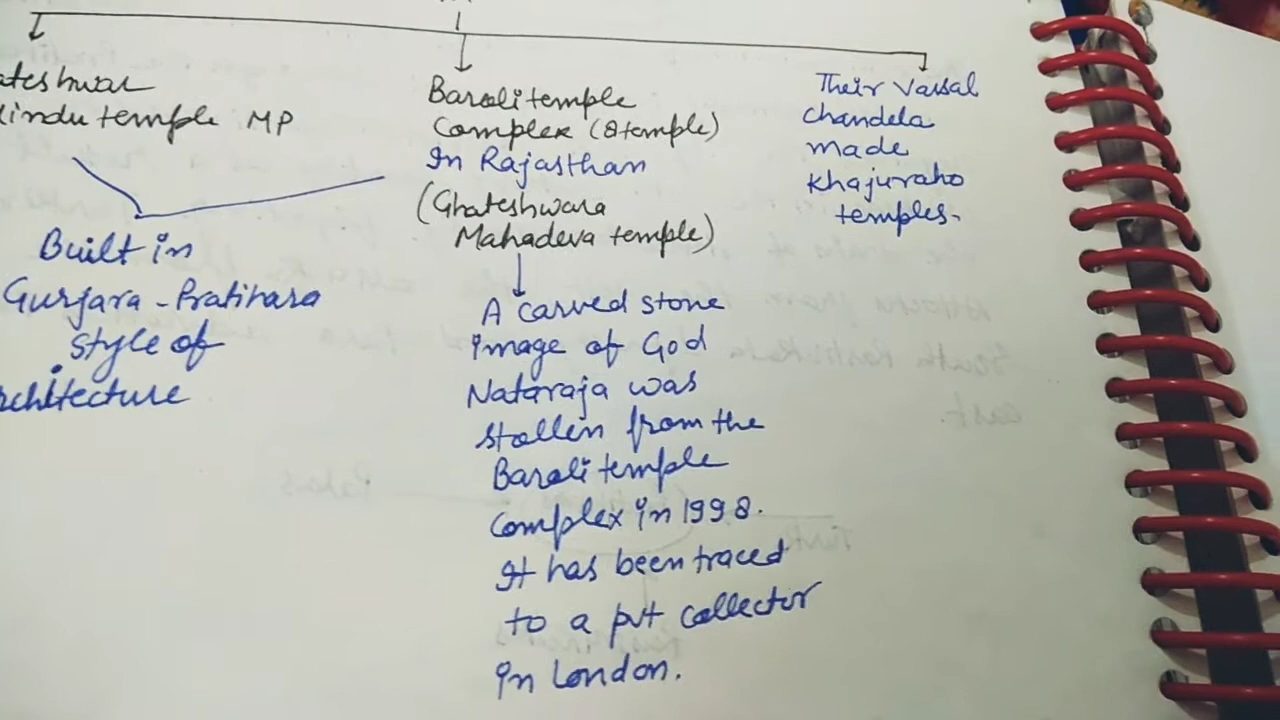 ateshwar
Hindu temple MP
Built in
Gurjara - Pratihara
style of
rchitecture
Baroli temple
Complex (8 temple)
In Rajasthan
(Ghateshwara
Mahadeva temple)
A carved stone
image of God
Nataraja was
stollen from the
Baroli temple
complex in 1998.
It has been traced
to a pvt collector
in London.
Their Vassal
Chandela
made
Khajuraho
temples.